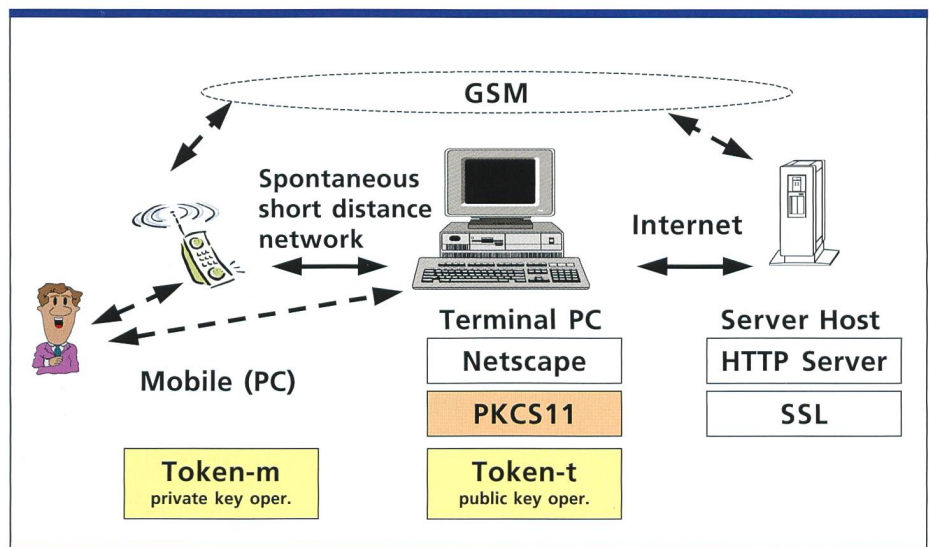 GSM
Spontaneous
short distance
network
Internet
Mobile (PC)
Terminal PC
Netscape
PKCS11
Server Host
HTTP Server
SSL
Token-m
private key oper.
Token-t
public key oper.